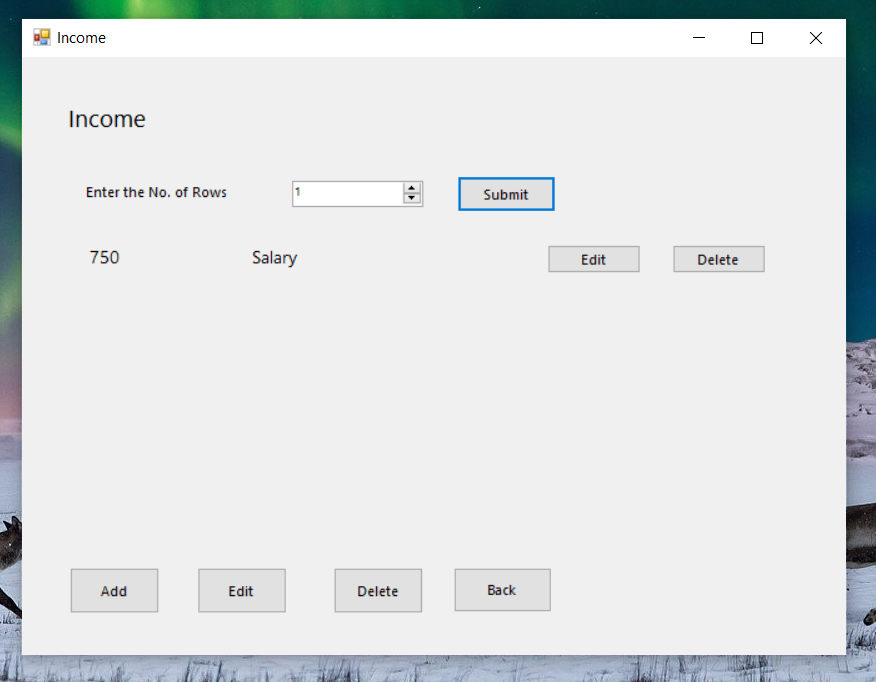 Income
Income
Enter the No. of Rows 1 Submit
750 Salary Edit Delete
Add Edit Delete Back